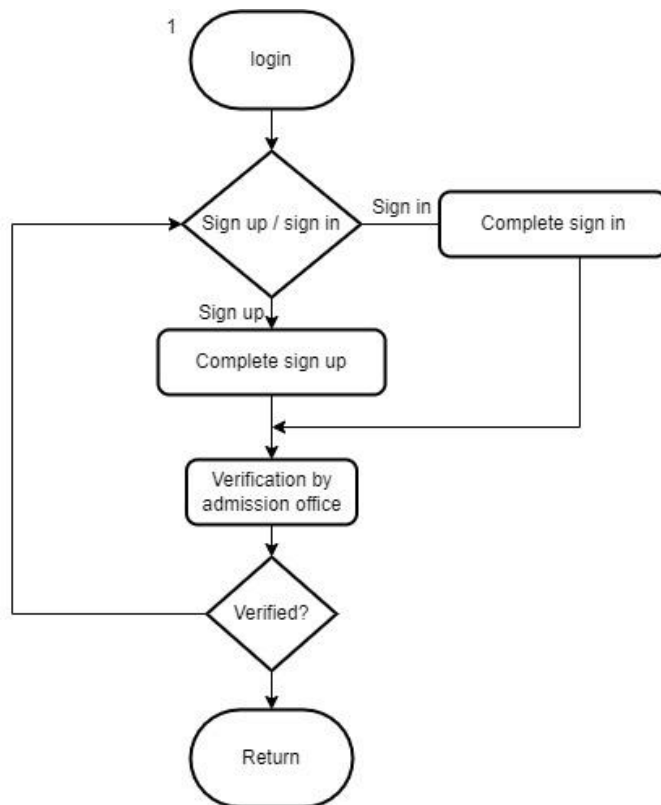 1
login
Sign up / sign in
Sign in
Complete sign in
Sign up
Complete sign up
Verification by
admission office
Verified?
Return